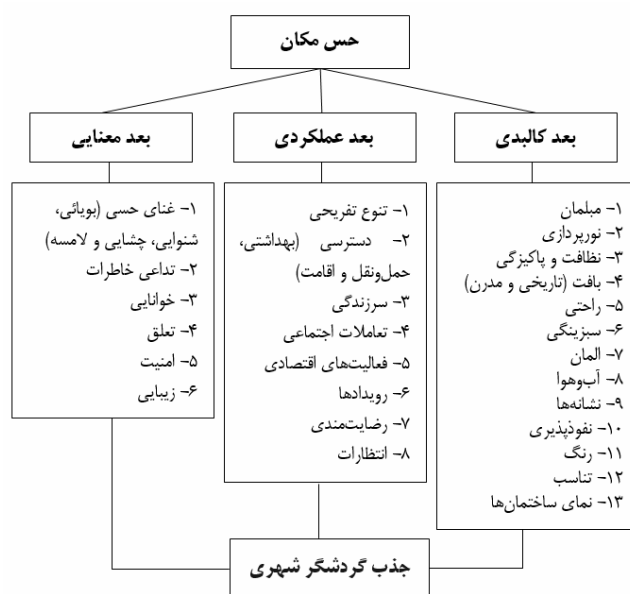 حس مکان
بعد کالبدی
۱- مبلمان
۲- نورپردازی
۳- نظافت و پاکیزگی
۴- بافت (تاریخی و مدرن)
۵- راحتی
۶- سبزینگی
۷- المان
۸- آب‌وهوا
۹- نشانه‌ها
۱۰- نفوذپذیری
۱۱- رنگ
۱۲- تناسب
۱۳- نمای ساختمان‌ها
بعد عملکردی
۱- تنوع تفریحی
۲- دسترسی (بهداشتی،
حمل‌ونقل و اقامت)
۳- سرزندگی
۴- تعاملات اجتماعی
۵- فعالیت‌های اقتصادی
۶- رویدادها
۷- رضایت‌مندی
۸- انتظارات
بعد معنایی
۱- غنای حسی (بویائی،
شنوایی، چشایی و لامسه)
۲- تداعی خاطرات
۳- خوانایی
۴- تعلق
۵- امنیت
۶- زیبایی
جذب گردشگر شهری